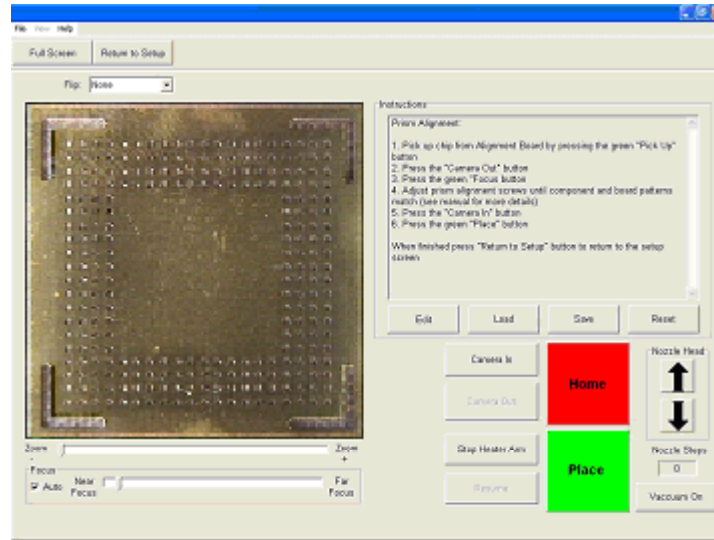 File View Help
Full Screen Return to Setup
Flip: None
Instructions
Prism Alignment:
1. Pick up chip from Alignment Board by pressing the green "Pick Up"
button
2. Press the "Camera Out" button
3. Press the green "Focus button
4. Adjust prism alignment screws until component and board patterns
match (see manual for more details)
5. Press the "Camera In" button
6. Press the green "Place" button
When finished press "Return to Setup" button to return to the setup
screen
Edit Load Save Reset
Camera In
Camera Out
Home
Nozzle Head
Zoom Zoom
- +
Focus
Auto Near Focus Far Focus
Stop Heater Arm
Resume
Place
Nozzle Steps
0
Vaccuum On